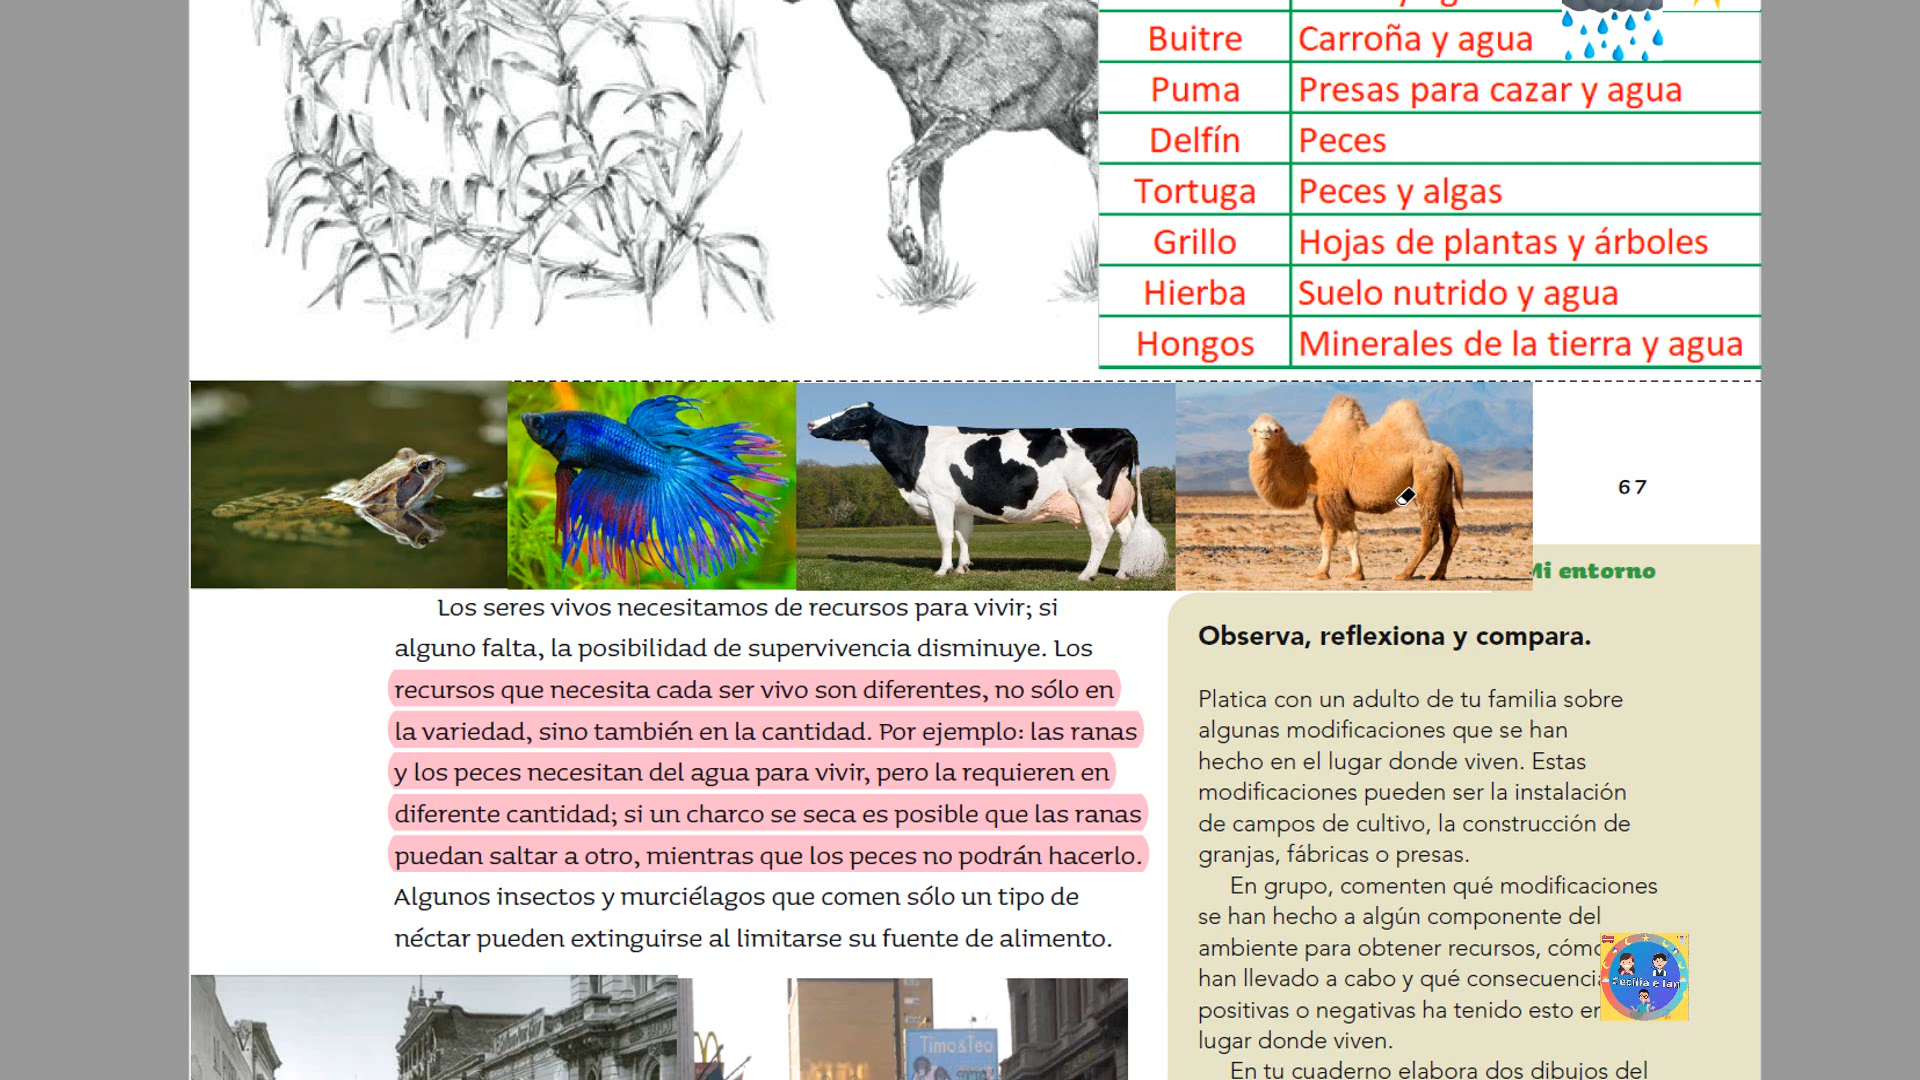 Buitre Carroña y agua
Puma Presas para cazar y agua
Delfín Peces
Tortuga Peces y algas
Grillo Hojas de plantas y árboles
Hierba Suelo nutrido y agua
Hongos Minerales de la tierra y agua
67
Mi entorno
Los seres vivos necesitamos de recursos para vivir; si
alguno falta, la posibilidad de supervivencia disminuye. Los
recursos que necesita cada ser vivo son diferentes, no sólo en
la variedad, sino también en la cantidad. Por ejemplo: las ranas
y los peces necesitan del agua para vivir, pero la requieren en
diferente cantidad; si un charco se seca es posible que las ranas
puedan saltar a otro, mientras que los peces no podrán hacerlo.
Algunos insectos y murciélagos que comen sólo un tipo de
néctar pueden extinguirse al limitarse su fuente de alimento.
Observa, reflexiona y compara.
Platica con un adulto de tu familia sobre
algunas modificaciones que se han
hecho en el lugar donde viven. Estas
modificaciones pueden ser la instalación
de campos de cultivo, la construcción de
granjas, fábricas o presas.
En grupo, comenten qué modificaciones
se han hecho a algún componente del
ambiente para obtener recursos, cómo
han llevado a cabo y qué consecuencia
positivas o negativas ha tenido esto en
lugar donde viven.
En tu cuaderno elabora dos dibujos del
Timo&Teo
Cecilia e Ian